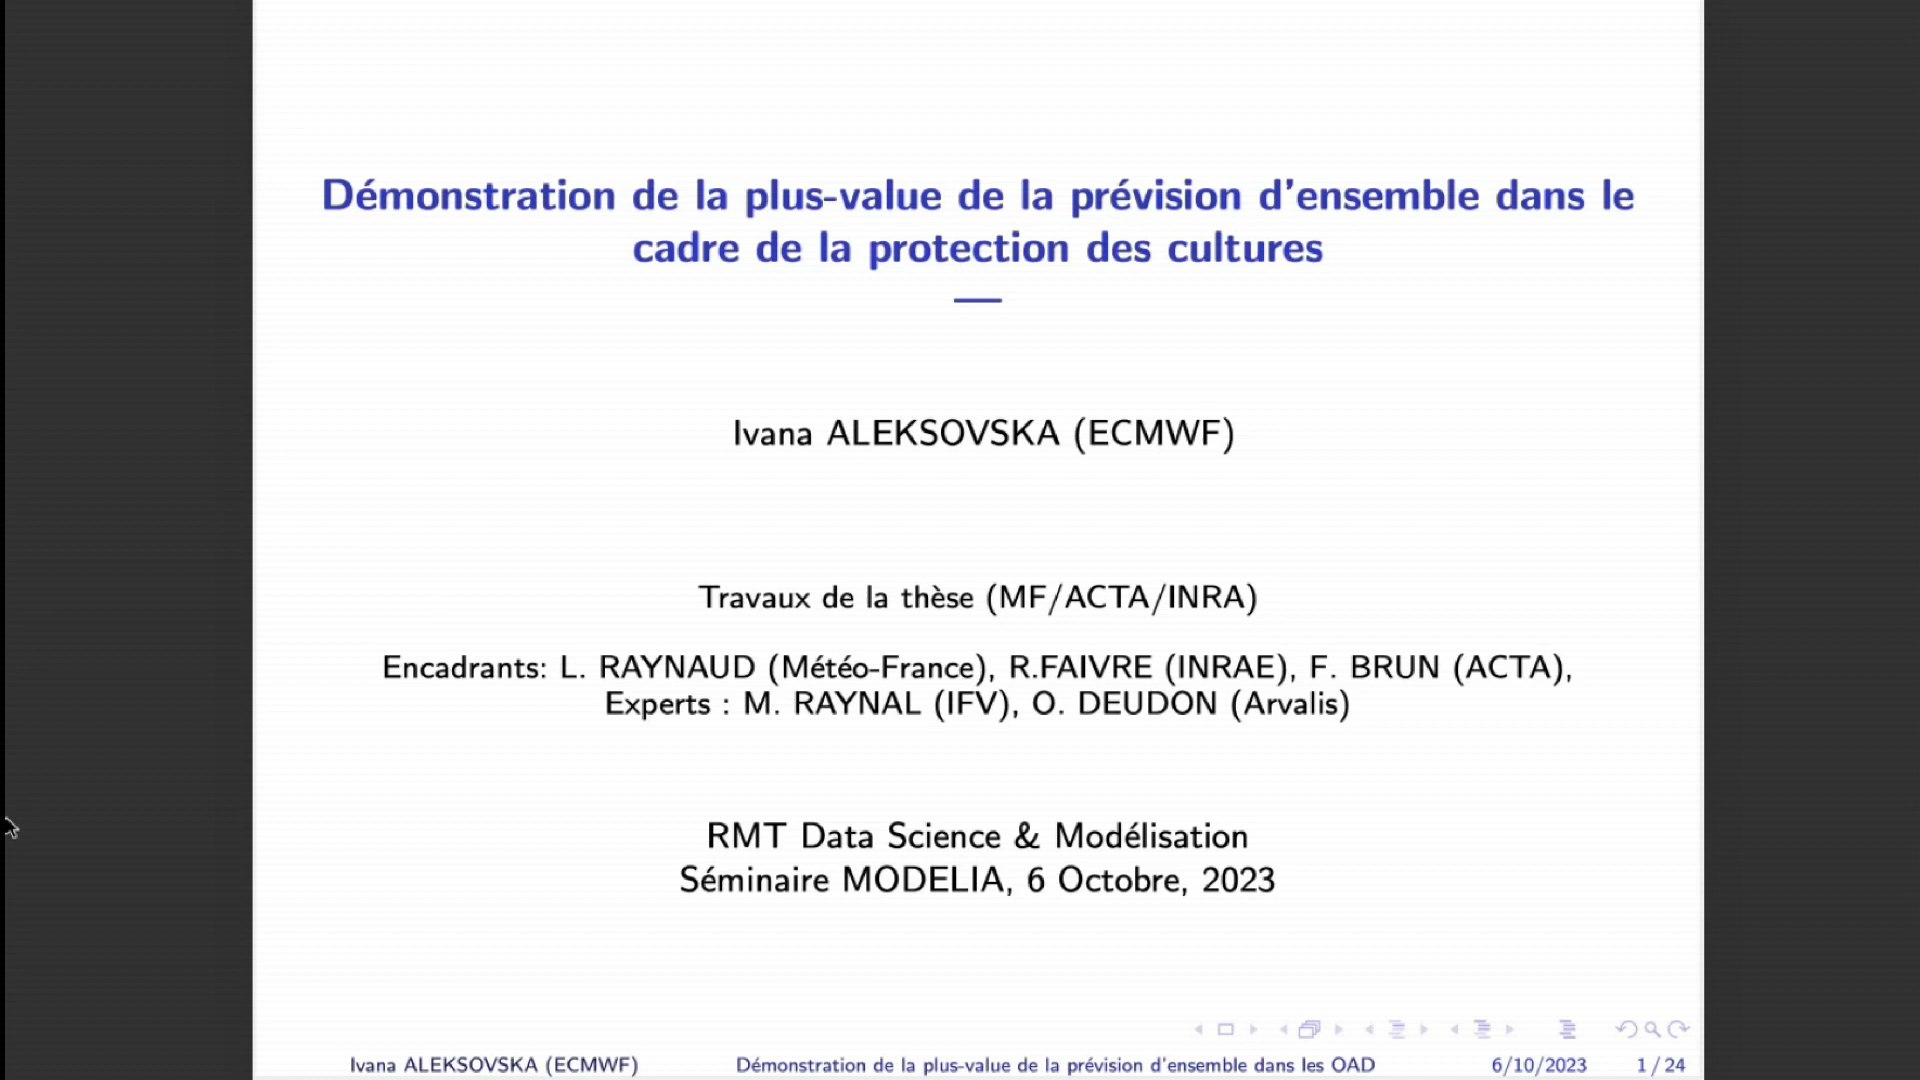 Démonstration de la plus-value de la prévision d'ensemble dans le
cadre de la protection des cultures
—
Ivana ALEKSOVSKA (ECMWF)
Travaux de la thèse (MF/ACTA/INRA)
Encadrants: L. RAYNAUD (Météo-France), R.FAIVRE (INRAE), F. BRUN (ACTA),
Experts : M. RAYNAL (IFV), O. DEUDON (Arvalis)
RMT Data Science & Modélisation
Séminaire MODELIA, 6 Octobre, 2023
Ivana ALEKSOVSKA (ECMWF) Démonstration de la plus-value de la prévision d'ensemble dans les OAD 6/10/2023 1 / 24